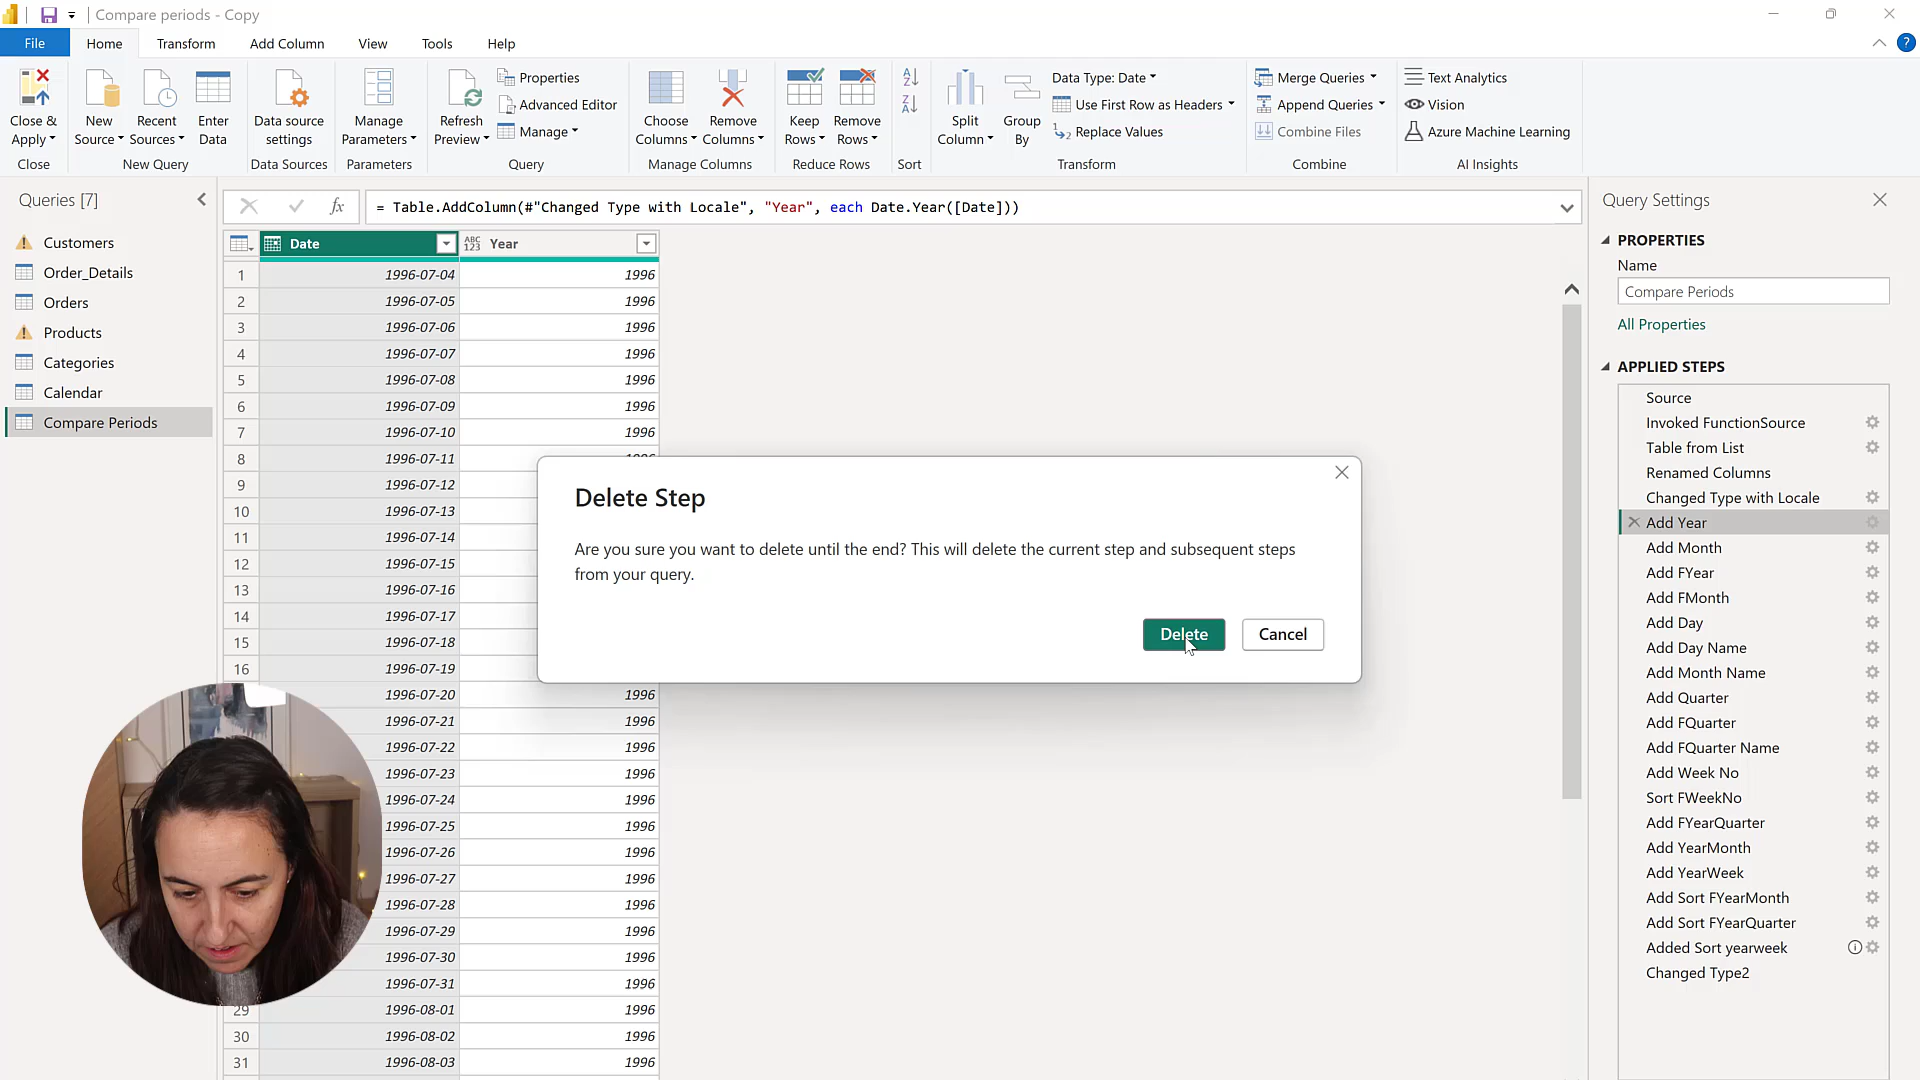 Compare periods - Copy
File
Home
Transform
Add Column
View
Tools
Help
Close & Apply
New Source
Recent Sources
Enter Data
Data source settings
Manage Parameters
Refresh Preview
Properties
Advanced Editor
Manage
Choose Columns
Remove Columns
Keep Rows
Remove Rows
Split Column
Group By
Data Type: Date
Use First Row as Headers
Replace Values
Merge Queries
Append Queries
Combine Files
Text Analytics
Vision
Azure Machine Learning
Close
New Query
Data Sources
Parameters
Query
Manage Columns
Reduce Rows
Sort
Transform
Combine
AI Insights
Queries [7]
Customers
Order_Details
Orders
Products
Categories
Calendar
Compare Periods
fx
= Table.AddColumn(#"Changed Type with Locale", "Year", each Date.Year([Date]))
Date
ABC 123 Year
1 1996-07-04 1996
2 1996-07-05 1996
3 1996-07-06 1996
4 1996-07-07 1996
5 1996-07-08 1996
6 1996-07-09 1996
7 1996-07-10 1996
8 1996-07-11
9 1996-07-12
10 1996-07-13
11 1996-07-14
12 1996-07-15
13 1996-07-16
14 1996-07-17
15 1996-07-18
16 1996-07-19
1996-07-20 1996
1996-07-21 1996
1996-07-22 1996
1996-07-23 1996
1996-07-24 1996
1996-07-25 1996
1996-07-26 1996
1996-07-27 1996
1996-07-28 1996
1996-07-29 1996
1996-07-30 1996
1996-07-31 1996
29 1996-08-01 1996
30 1996-08-02 1996
31 1996-08-03 1996
Delete Step
Are you sure you want to delete until the end? This will delete the current step and subsequent steps
from your query.
Delete
Cancel
Query Settings
PROPERTIES
Name
Compare Periods
All Properties
APPLIED STEPS
Source
Invoked FunctionSource
Table from List
Renamed Columns
Changed Type with Locale
Add Year
Add Month
Add FYear
Add FMonth
Add Day
Add Day Name
Add Month Name
Add Quarter
Add FQuarter
Add FQuarter Name
Add Week No
Sort FWeekNo
Add FYearQuarter
Add YearMonth
Add YearWeek
Add Sort FYearMonth
Add Sort FYearQuarter
Added Sort yearweek
Changed Type2